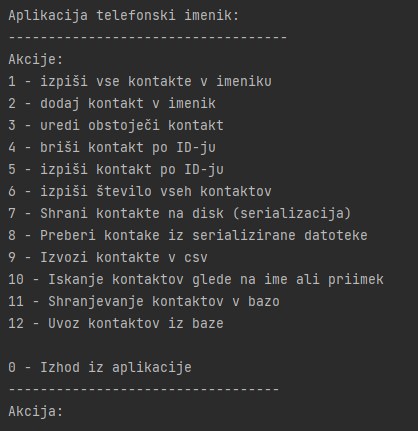 Aplikacija telefonski imenik:
-----------------------------------
Akcije:
1 - izpiši vse kontakte v imeniku
2 - dodaj kontakt v imenik
3 - uredi obstoječi kontakt
4 - briši kontakt po ID-ju
5 - izpiši kontakt po ID-ju
6 - izpiši število vseh kontaktov
7 - Shrani kontakte na disk (serializacija)
8 - Preberi kontake iz serializirane datoteke
9 - Izvozi kontakte v csv
10 - Iskanje kontaktov glede na ime ali priimek
11 - Shranjevanje kontaktov v bazo
12 - Uvoz kontaktov iz baze
0 - Izhod iz aplikacije
----------------------------------
Akcija: